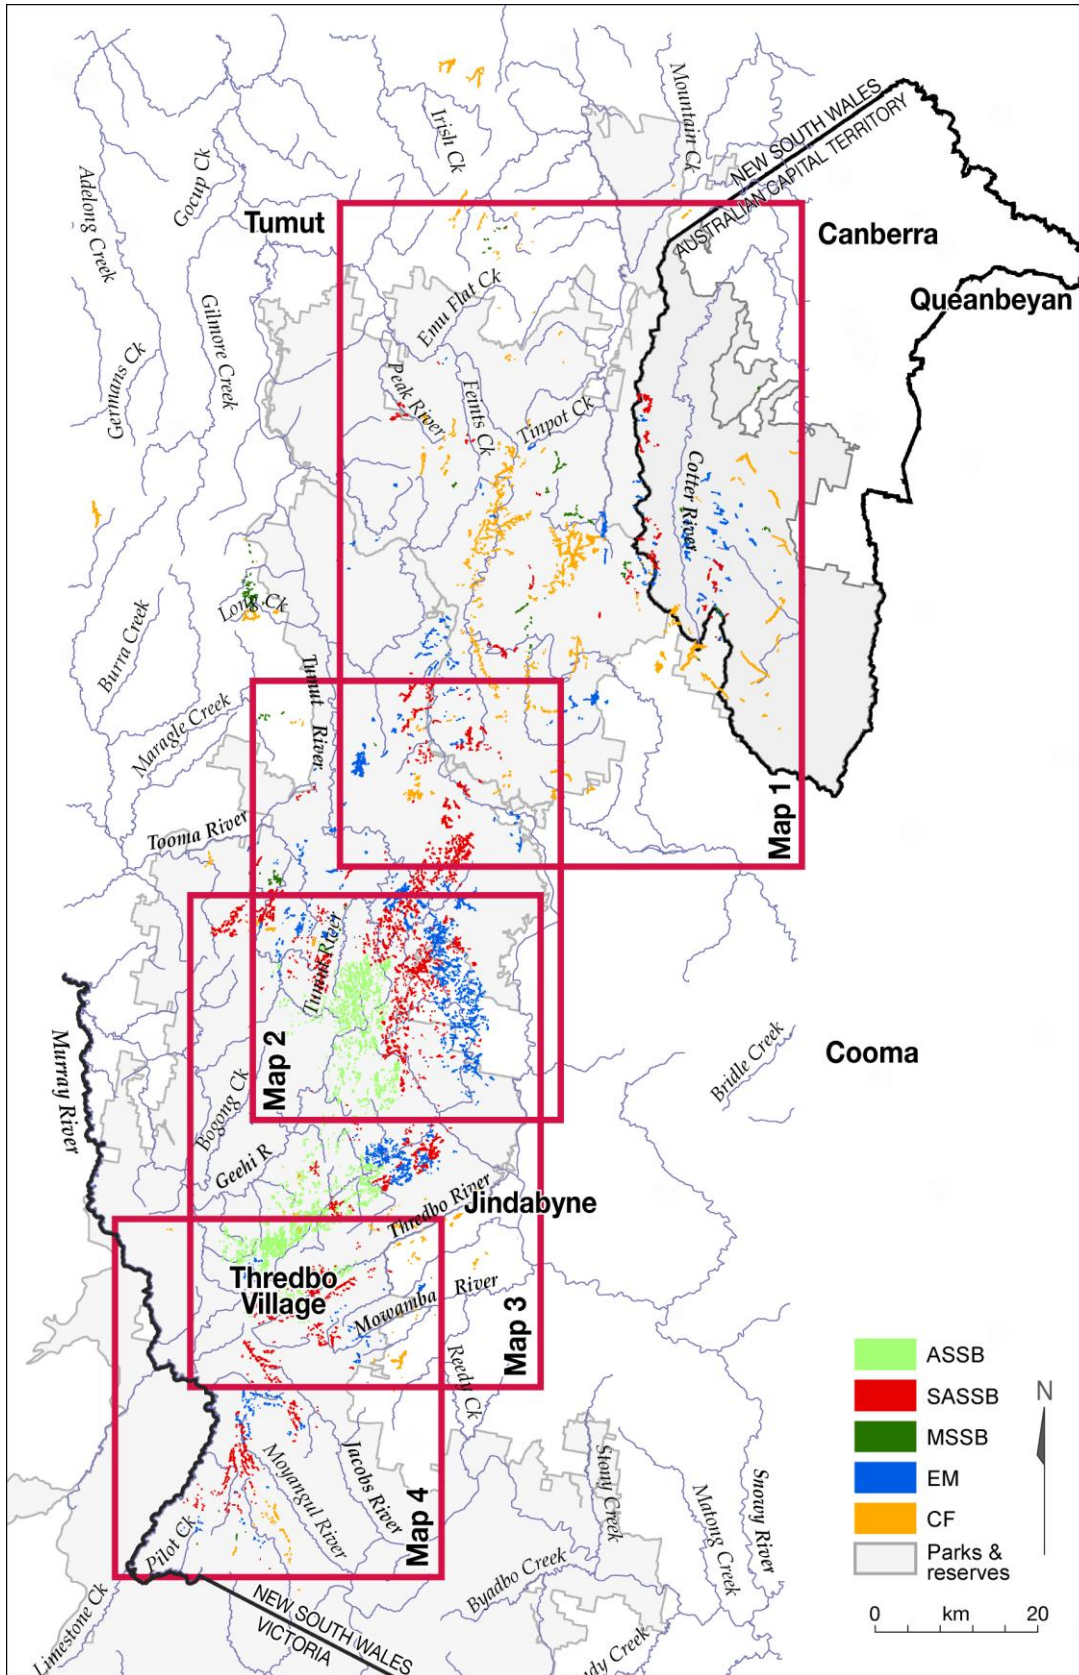 Irish Ck
Mountain Ck
NEW SOUTH WALES
AUSTRALIAN CAPITAL TERRITORY
Adelong Creek
Gocup Ck
Tumut
Canberra
Queanbeyan
Emu Flat Ck
Gilmore Creek
Germans Ck
Peak River
Feints Ck
Tinpot Ck
Cotter River
Long Ck
Burra Creek
Tumut River
Maragle Creek
Map 1
Tooma River
Tumut River
Murray River
Map 2
Bogong Ck
Cooma
Bridle Creek
Geehi R
Thredbo River
Jindabyne
Thredbo
Village
Mowamba River
Map 3
Reedy Ck
ASSB
SASSB
MSSB
EM
CF
Parks &
reserves
N
0 km 20
Jacobs River
Moyangul River
Map 4
Pilot Ck
Stony Creek
Matong Creek
Snowy River
Byadbo Creek
Limestone Ck
NEW SOUTH WALES
VICTORIA
dy Creek